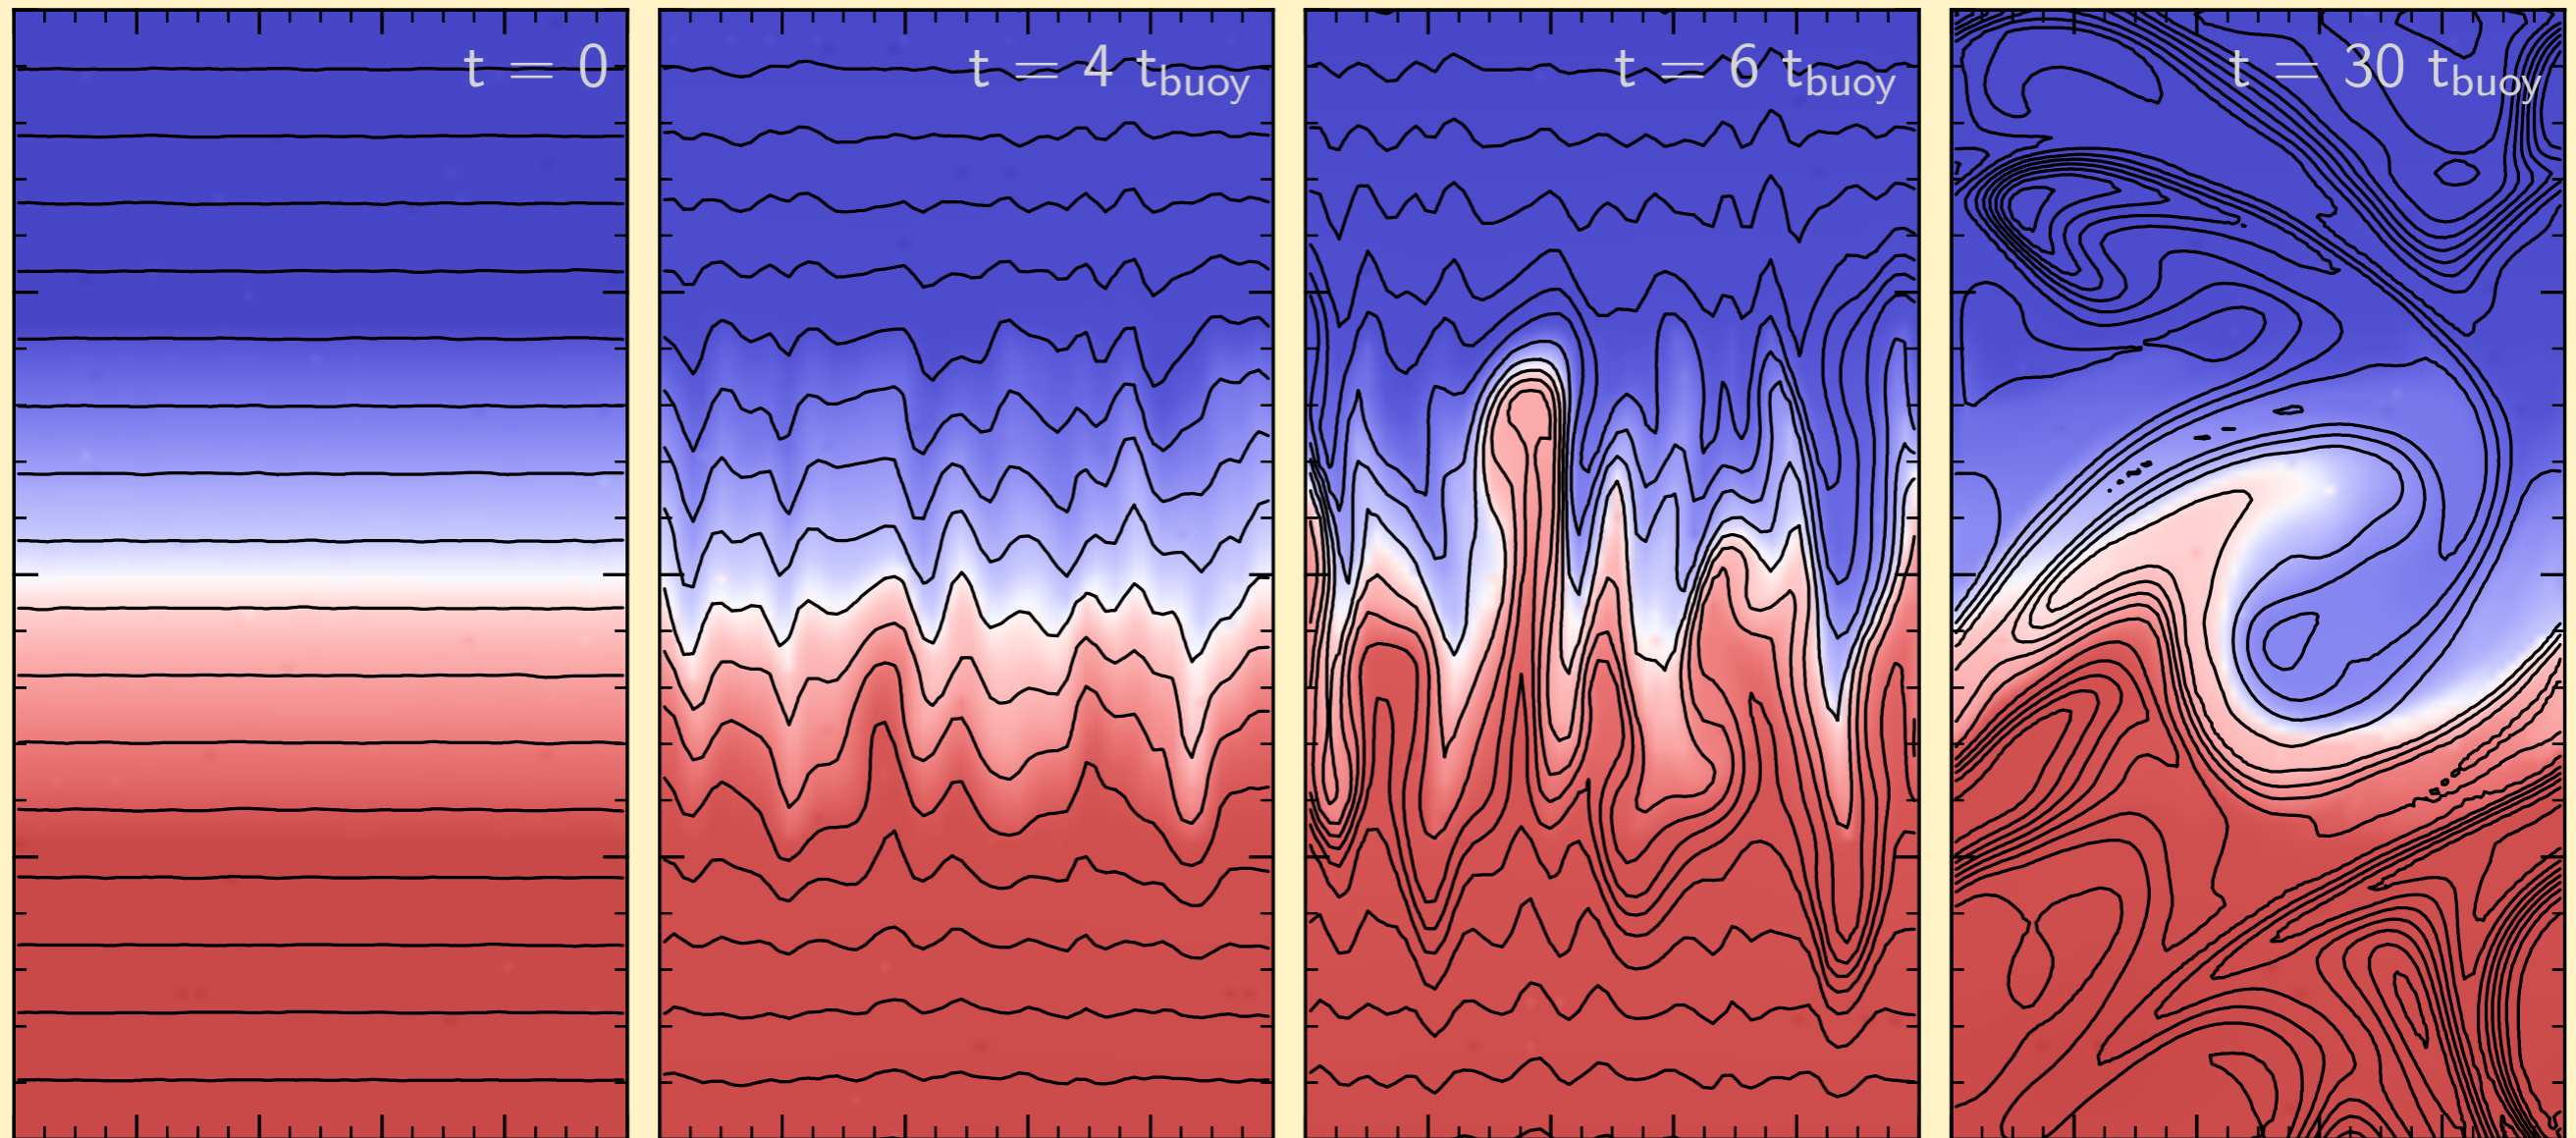 t = 0
t = 4 t_buoy
t = 6 t_buoy
t = 30 t_buoy